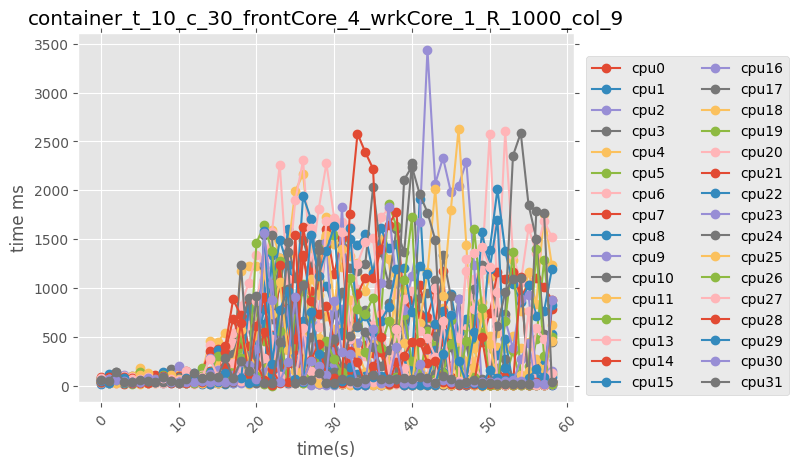 container_t_10_c_30_frontCore_4_wrkCore_1_R_1000_col_9
3500
3000
2500
2000
1500
1000
500
0
time ms
0
10
20
30
40
50
60
time(s)
cpu0
cpu1
cpu2
cpu3
cpu4
cpu5
cpu6
cpu7
cpu8
cpu9
cpu10
cpu11
cpu12
cpu13
cpu14
cpu15
cpu16
cpu17
cpu18
cpu19
cpu20
cpu21
cpu22
cpu23
cpu24
cpu25
cpu26
cpu27
cpu28
cpu29
cpu30
cpu31